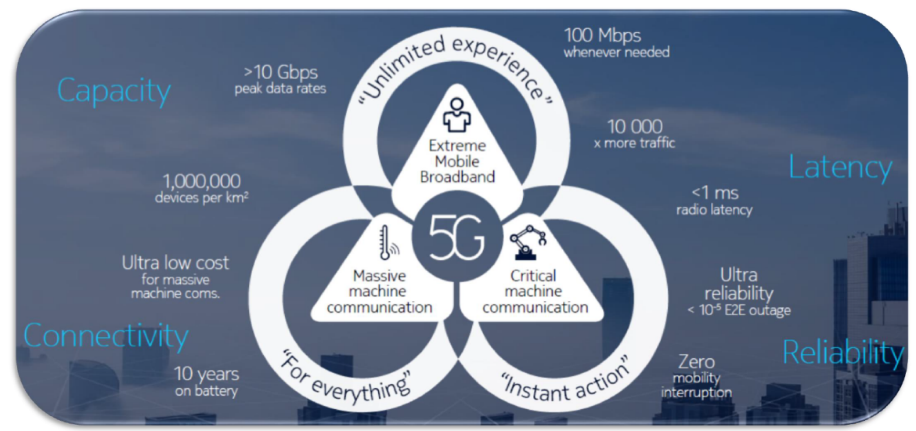 Capacity
>10 Gbps
peak data rates
"Unlimited experience"
100 Mbps
whenever needed
10 000
x more traffic
Extreme
Mobile
Broadband
Latency
1,000,000
devices per km²
<1 ms
radio latency
5G
Ultra low cost
for massive
machine coms.
Massive
machine
communication
Critical
machine
communication
Ultra
reliability
< 10⁻⁵ E2E outage
Connectivity
Reliability
10 years
on battery
"For everything"
"Instant action"
Zero
mobility
interruption